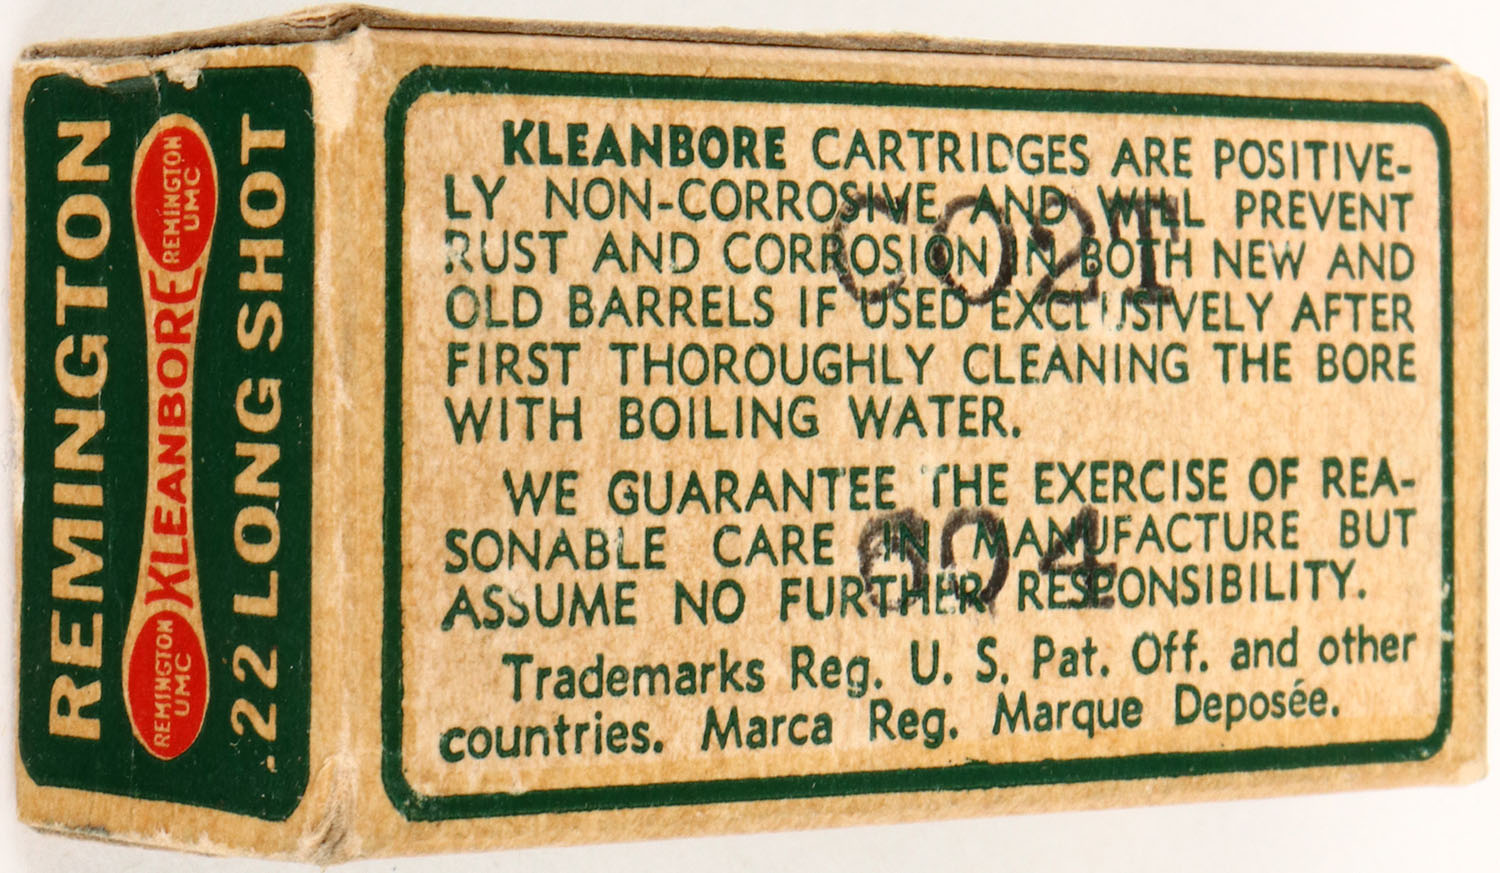 REMINGTON
REMINGTON
UMC
KLEANBORE
REMINGTON
UMC
.22 LONG SHOT
KLEANBORE CARTRIDGES ARE POSITIVE-
LY NON-CORROSIVE AND WILL PREVENT
RUST AND CORROSION IN BOTH NEW AND
OLD BARRELS IF USED EXCLUSIVELY AFTER
FIRST THOROUGHLY CLEANING THE BORE
WITH BOILING WATER.
WE GUARANTEE THE EXERCISE OF REA-
SONABLE CARE IN MANUFACTURE BUT
ASSUME NO FURTHER RESPONSIBILITY.
Trademarks Reg. U. S. Pat. Off. and other
countries. Marca Reg. Marque Deposée.
CO2T